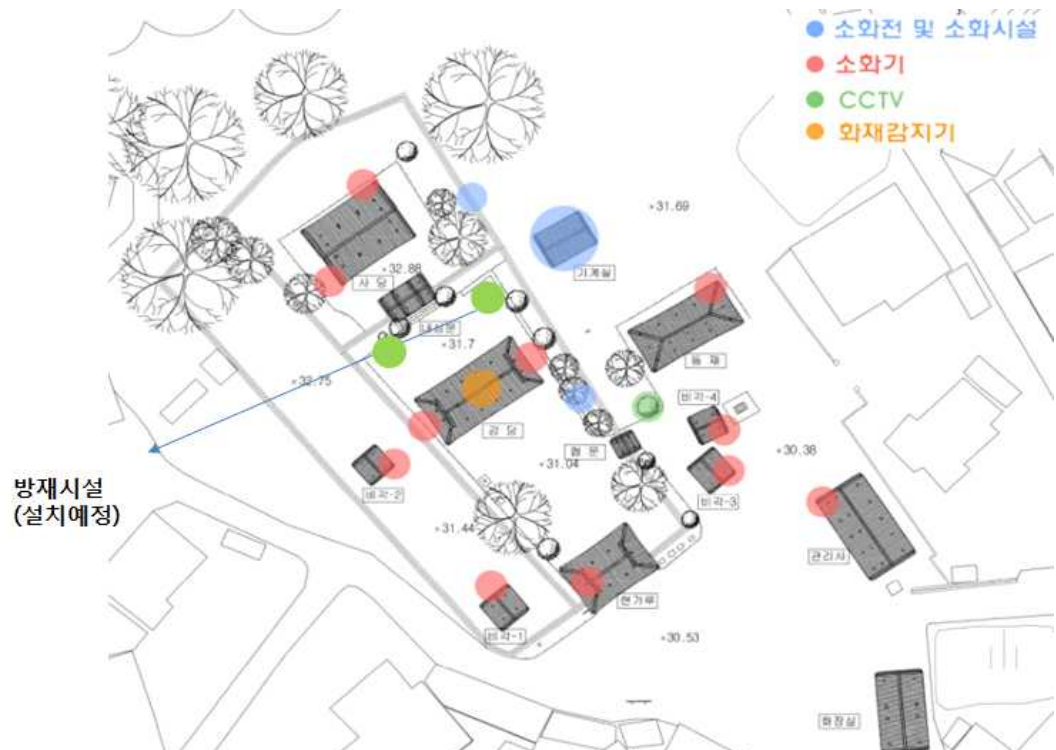 소화전 및 소화시설
소화기
CCTV
화재감지기
+31.69
기계실
+32.88
사 당
내삼문
+31.7
동 재
+32.75
비각-4
강 당
협 문
+31.04
+30.38
비각-2
비각-3
방재시설
(설치예정)
+31.44
관리사
현가루
비각-1
+30.53
화장실